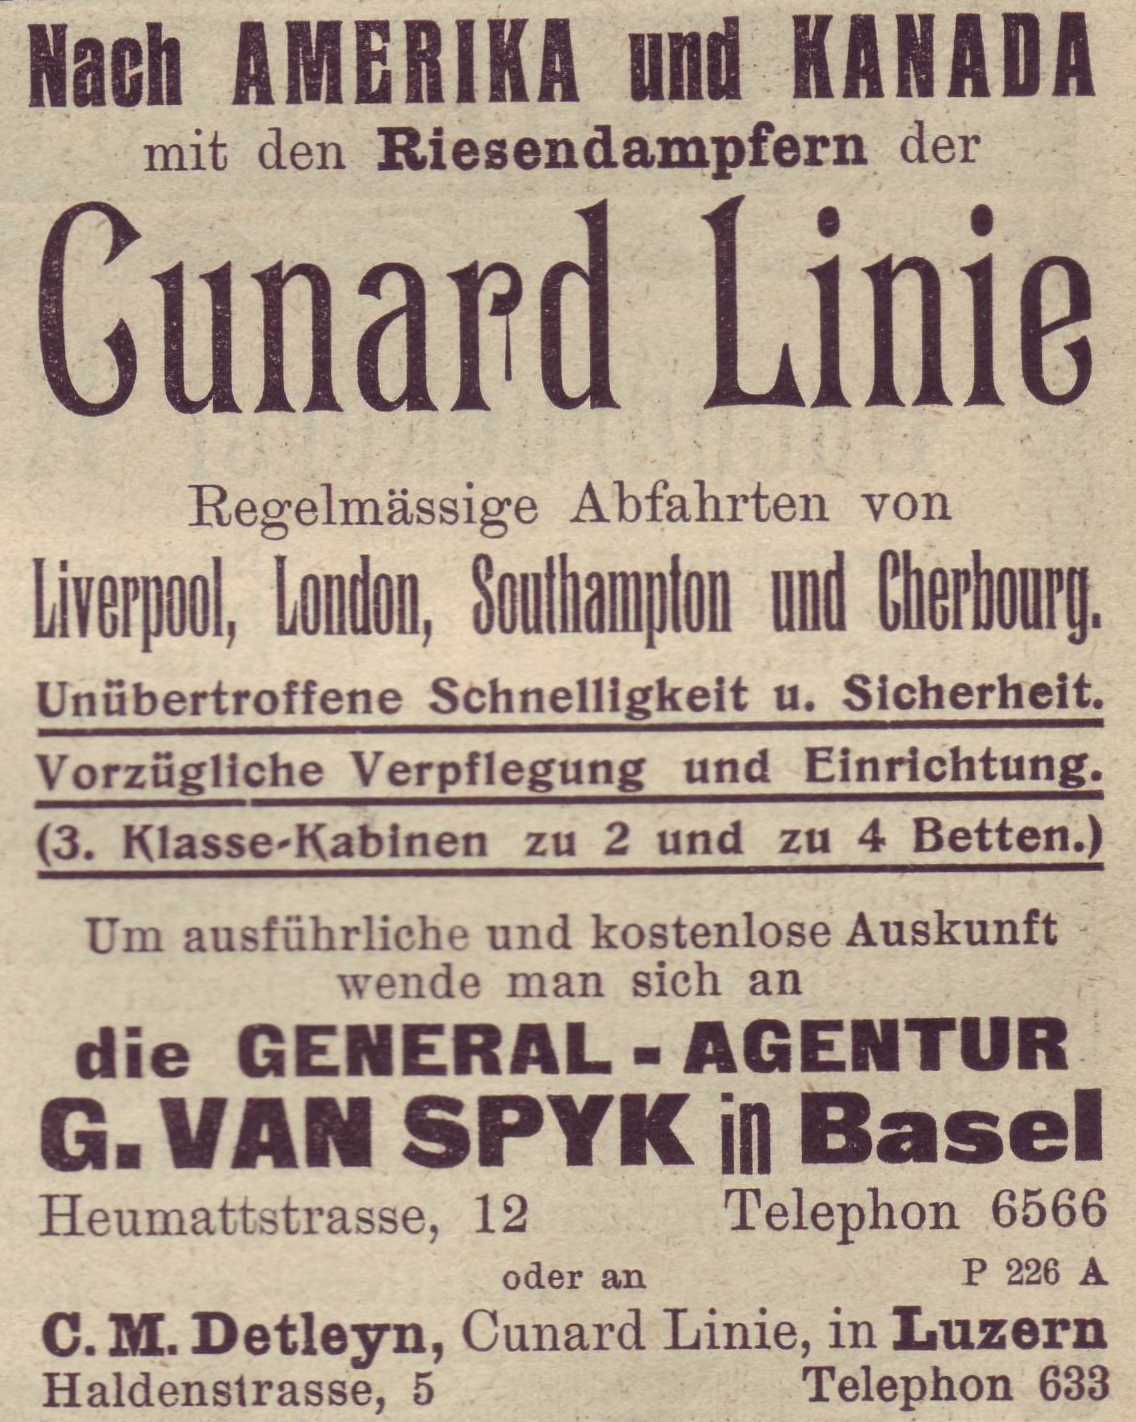 Nach AMERIKA und KANADA
mit den Riesendampfern der
Cunard Linie
Regelmässige Abfahrten von
Liverpool, London, Southampton und Cherbourg.
Unübertroffene Schnelligkeit u. Sicherheit.
Vorzügliche Verpflegung und Einrichtung.
(3. Klasse-Kabinen zu 2 und zu 4 Betten.)
Um ausführliche und kostenlose Auskunft
wende man sich an
die GENERAL - AGENTUR
G. VAN SPYK in Basel
Heumattstrasse, 12 Telephon 6566
oder an P 226 A
C. M. Detleyn, Cunard Linie, in Luzern
Haldenstrasse, 5 Telephon 633